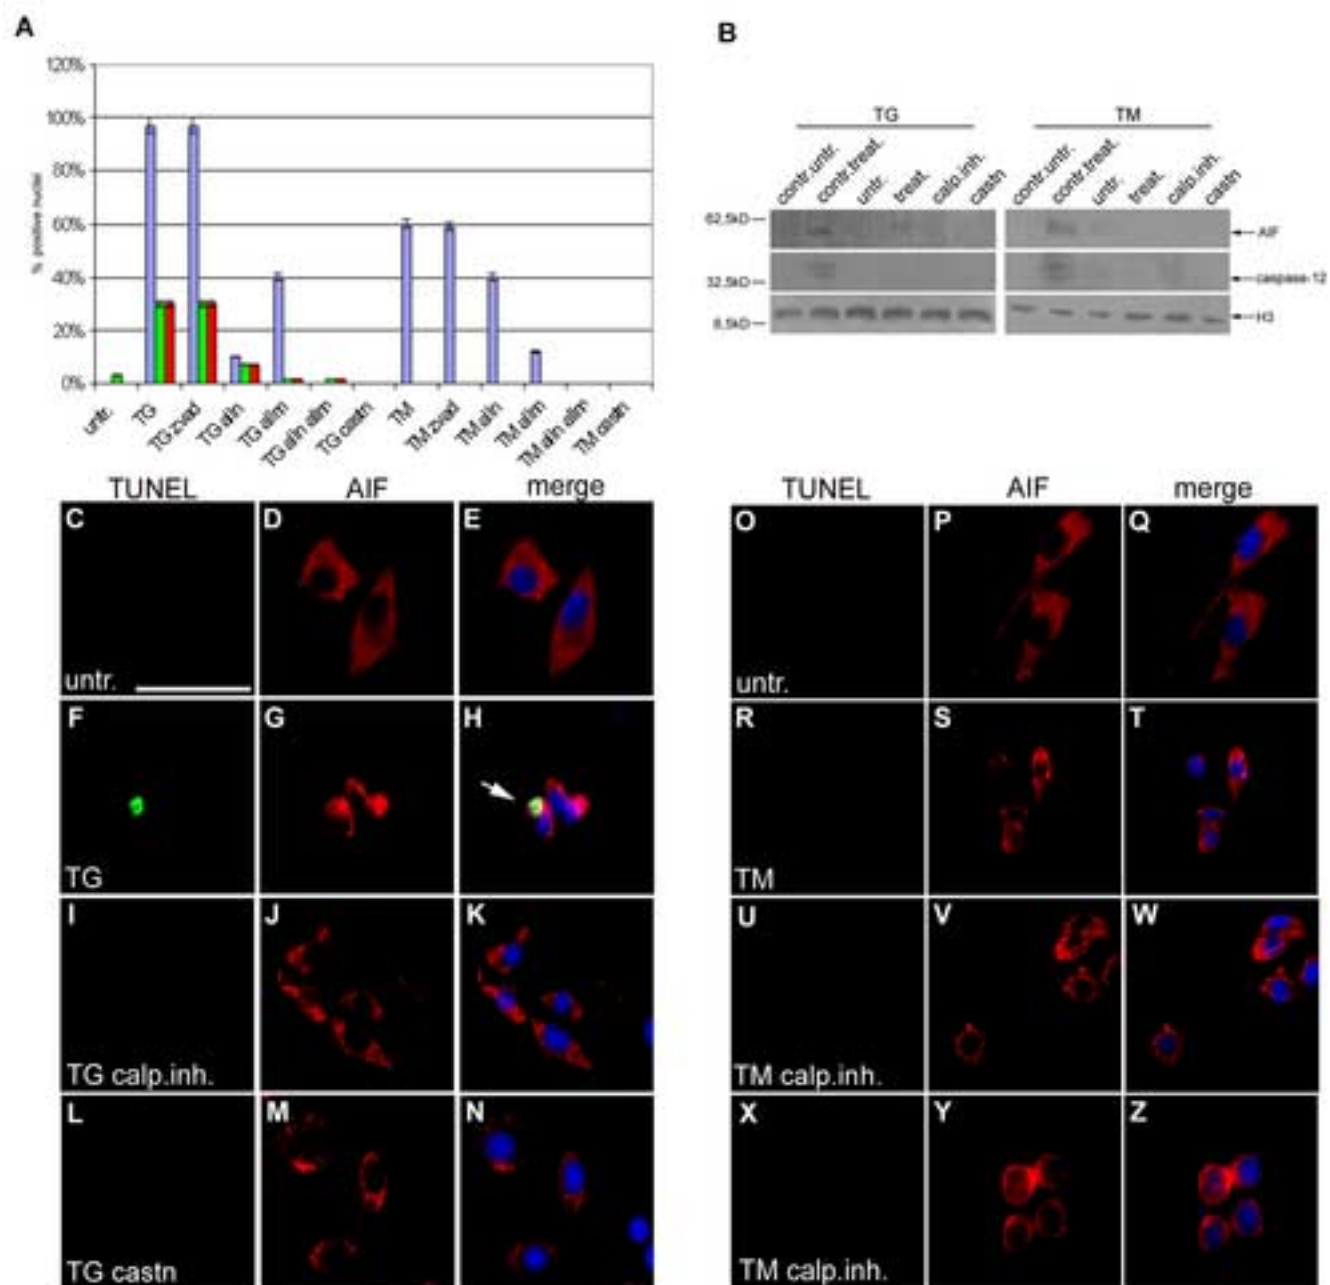 A
120%
100%
80%
60%
40%
20%
0%
% positive nuclei
untr.
TG
TG zvad
TG alln
TG allm
TG alln allm
TG castn
TM
TM zvad
TM alln
TM allm
TM alln allm
TM castn
B
TG
TM
contr.untr.
contr.treat.
untr.
treat.
calp.inh.
castn
contr.untr.
contr.treat.
untr.
treat.
calp.inh.
castn
62.5kD
AIF
32.5kD
caspase-12
8.5kD
H3
TUNEL AIF merge
C D E
untr.
F G H
TG
I J K
TG calp.inh.
L M N
TG castn
TUNEL AIF merge
O P Q
untr.
R S T
TM
U V W
TM calp.inh.
X Y Z
TM calp.inh.